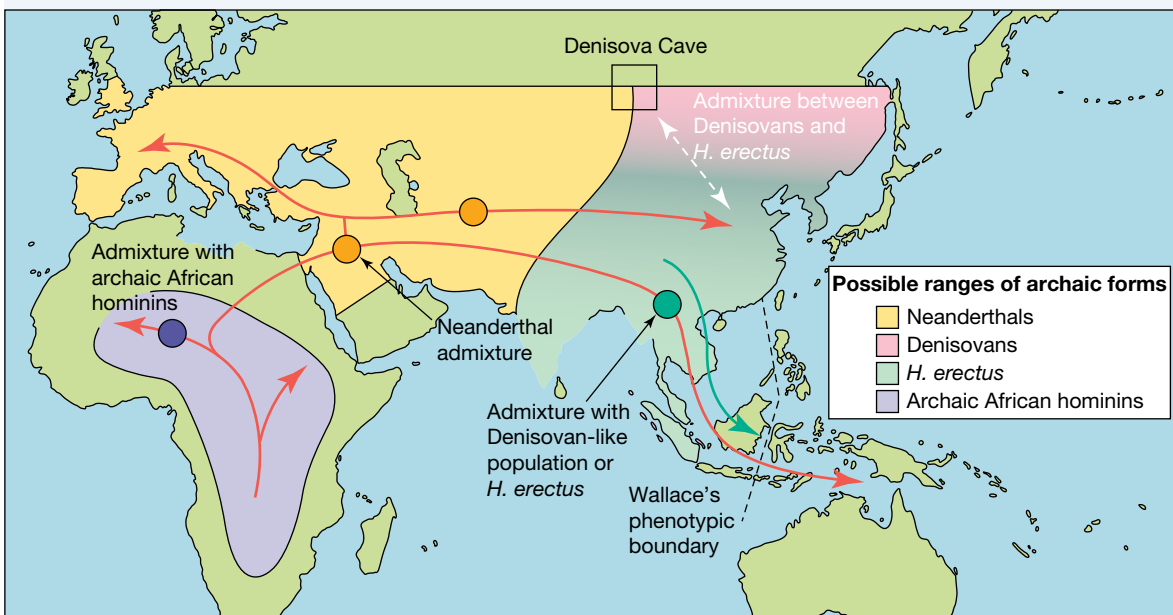 Denisova Cave
Admixture between
Denisovans and
H. erectus
Admixture with
archaic African
hominins
Neanderthal
admixture
Admixture with
Denisovan-like
population or
H. erectus
Wallace's
phenotypic
boundary
Possible ranges of archaic forms
Neanderthals
Denisovans
H. erectus
Archaic African hominins